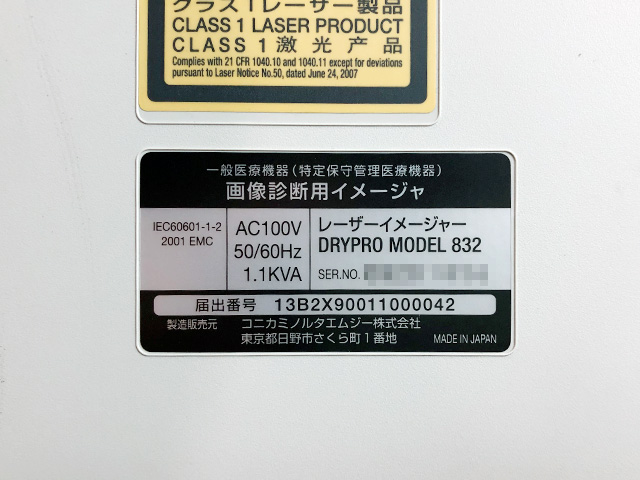 クラス1レーザー製品
CLASS 1 LASER PRODUCT
CLASS 1 激光产品
Complies with 21 CFR 1040.10 and 1040.11 except for deviations
pursuant to Laser Notice No.50, dated June 24, 2007
一般医療機器(特定保守管理医療機器)
画像診断用イメージャ
IEC60601-1-2
2001 EMC
AC100V
50/60Hz
1.1KVA
レーザーイメージャー
DRYPRO MODEL 832
SER.NO.
届出番号 13B2X90011000042
製造販売元 コニカミノルタエムジー株式会社
東京都日野市さくら町1番地
MADE IN JAPAN